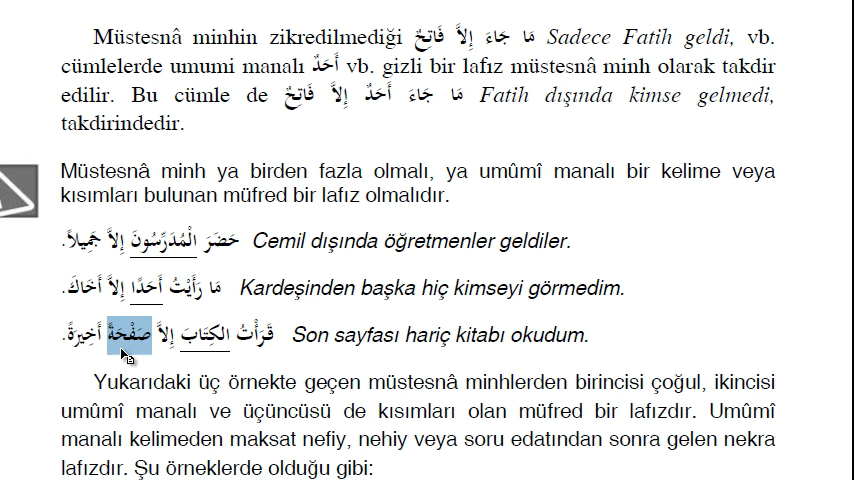 Müstesnâ minhin zikredilmediği مَا جَاءَ إِلاَّ فَاتِحٌ Sadece Fatih geldi, vb.
cümlelerde umumi manalı أَحَدٌ vb. gizli bir lafız müstesnâ minh olarak takdir
edilir. Bu cümle de مَا جَاءَ أَحَدٌ إِلاَّ فَاتِحٌ Fatih dışında kimse gelmedi,
takdirindedir.
Müstesnâ minh ya birden fazla olmalı, ya umûmî manalı bir kelime veya
kısımları bulunan müfred bir lafız olmalıdır.
حَضَرَ الْمُدَرِّسُونَ إِلاَّ جَمِيلاً. Cemil dışında öğretmenler geldiler.
مَا رَأَيْتُ أَحَدًا إِلاَّ أَخَاكَ. Kardeşinden başka hiç kimseyi görmedim.
قَرَأْتُ الكِتَابَ إِلاَّ صَفْحَةً أَخِيرَةً. Son sayfası hariç kitabı okudum.
Yukarıdaki üç örnekte geçen müstesnâ minhlerden birincisi çoğul, ikincisi
umûmî manalı ve üçüncüsü de kısımları olan müfred bir lafızdır. Umûmî
manalı kelimeden maksat nefiy, nehiy veya soru edatından sonra gelen nekra
lafızdır. Şu örneklerde olduğu gibi: